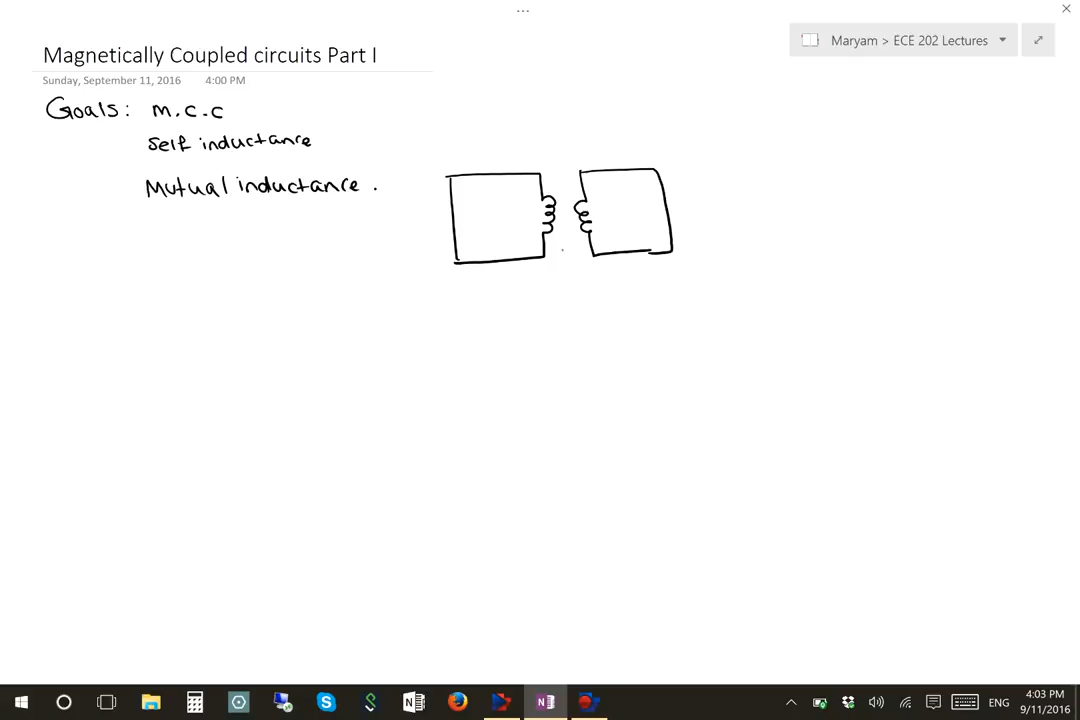 Maryam > ECE 202 Lectures
Magnetically Coupled circuits Part I
Sunday, September 11, 2016 4:00 PM
Goals: m.c.c
Self inductance
Mutual inductance.
ENG
4:03 PM
9/11/2016